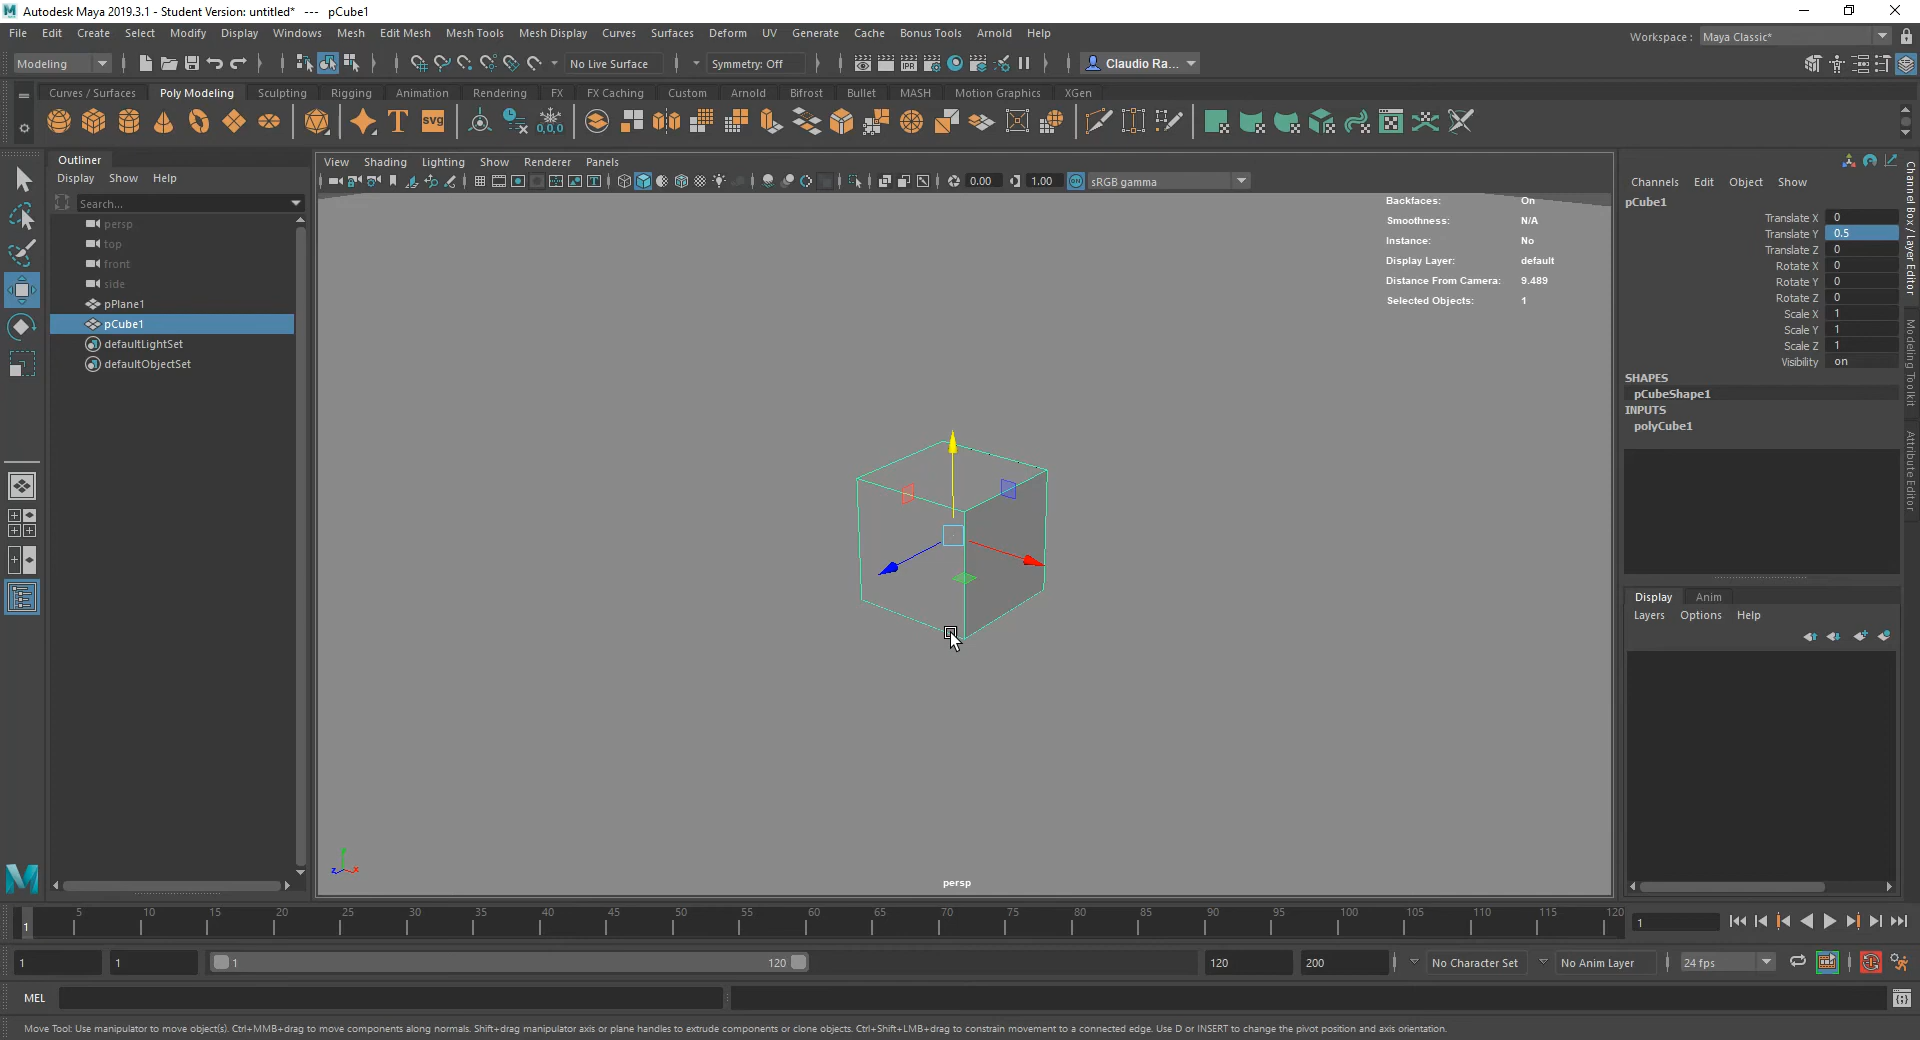 Autodesk Maya 2019.3.1 - Student Version: untitled* --- pCube1
File Edit Create Select Modify Display Windows Mesh Edit Mesh Mesh Tools Mesh Display Curves Surfaces Deform UV Generate Cache Bonus Tools Arnold Help
Workspace : Maya Classic*
Modeling No Live Surface Symmetry: Off IPR Claudio Ra...
Curves / Surfaces Poly Modeling Sculpting Rigging Animation Rendering FX FX Caching Custom Arnold Bifrost Bullet MASH Motion Graphics XGen
T svg 0,0,0
Outliner
Display Show Help
Search...
persp
top
front
side
pPlane1
pCube1
defaultLightSet
defaultObjectSet
View Shading Lighting Show Renderer Panels
0.00 1.00 ON sRGB gamma
Backfaces: On
Smoothness: N/A
Instance: No
Display Layer: default
Distance From Camera: 9.489
Selected Objects: 1
z x
persp
Channels Edit Object Show
pCube1
Translate X 0
Translate Y 0.5
Translate Z 0
Rotate X 0
Rotate Y 0
Rotate Z 0
Scale X 1
Scale Y 1
Scale Z 1
Visibility on
SHAPES
pCubeShape1
INPUTS
polyCube1
Channel Box / Layer Editor
Modeling Toolkit
Attribute Editor
Display Anim
Layers Options Help
1 5 10 15 20 25 30 35 40 45 50 55 60 65 70 75 80 85 90 95 100 105 110 115 120 1
1 1 1 120 120 200 No Character Set No Anim Layer 24 fps
MEL
Move Tool: Use manipulator to move object(s). Ctrl+MMB+drag to move components along normals. Shift+drag manipulator axis or plane handles to extrude components or clone objects. Ctrl+Shift+LMB+drag to constrain movement to a connected edge. Use D or INSERT to change the pivot position and axis orientation.